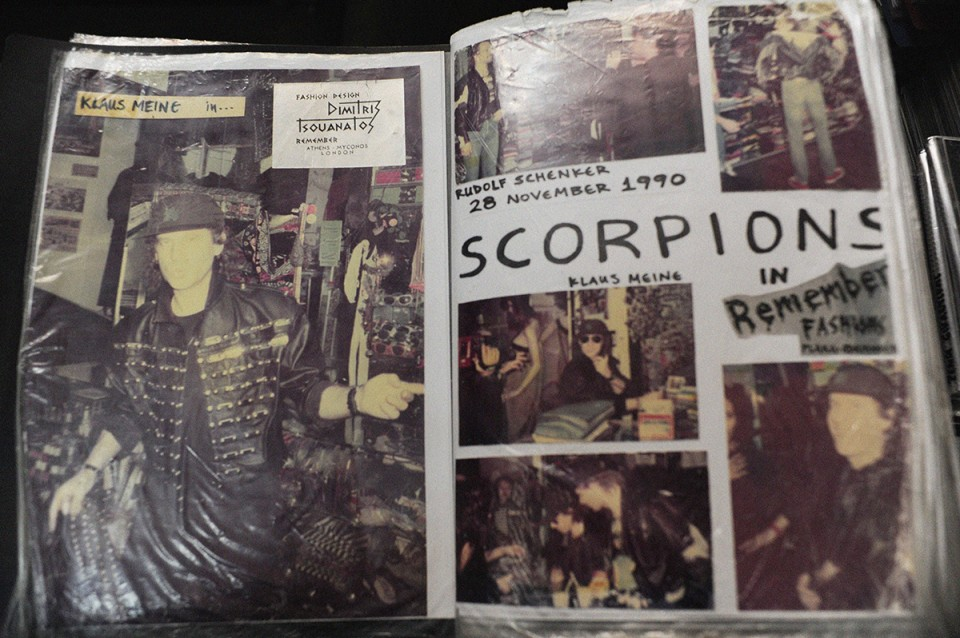 KLAUS MEINE in...
FASHION DESIGN
DIMITRIS
TSOUANATOS
REMEMBER
ATHENS - MYCONOS
LONDON
RUDOLF SCHENKER
28 NOVEMBER 1990
SCORPIONS
KLAUS MEINE
IN
Remember
FASHIONS